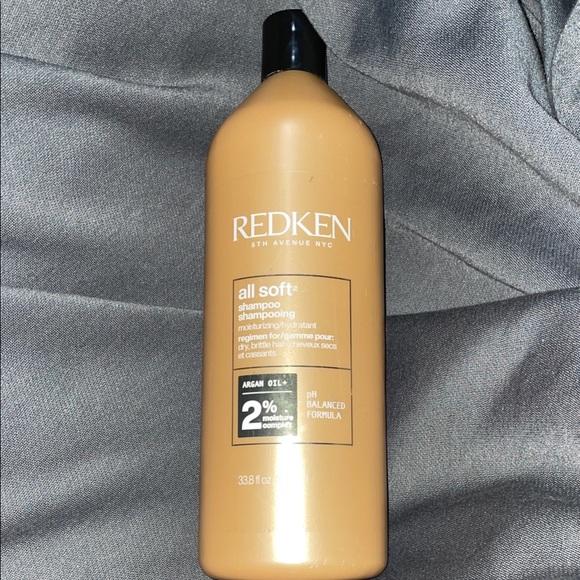 REDKEN
5TH AVENUE NYC
all soft
shampoo
shampooing
moisturizing/hydratant
regimen for/gamme pour:
dry, brittle hair/cheveux secs
et cassants
ARGAN OIL+
2%
moisture
complex
pH
BALANCED
FORMULA
33.8 fl oz